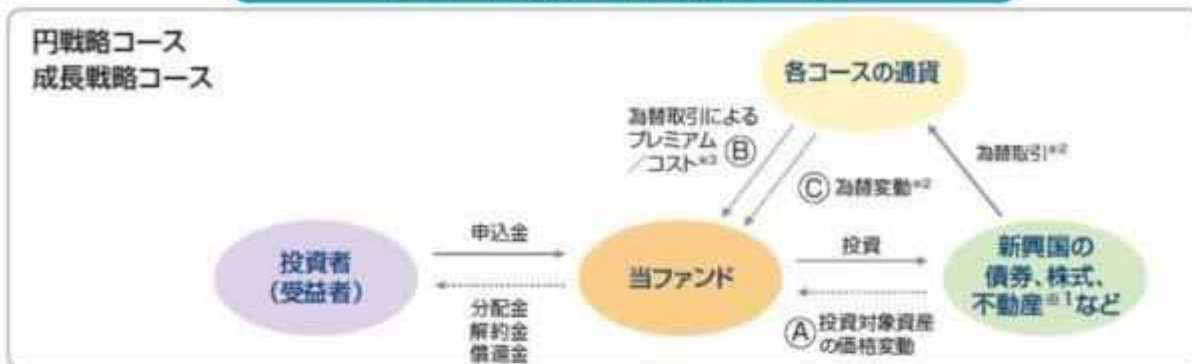 円戦略コース
成長戦略コース
各コースの通貨
為替取引による
プレミアム
／コスト※3 Ⓑ
Ⓒ 為替変動※2
為替取引※2
投資者
（受益者）
申込金
分配金
解約金
償還金
当ファンド
投資
Ⓐ 投資対象資産
の価格変動
新興国の
債券、株式、
不動産※1など